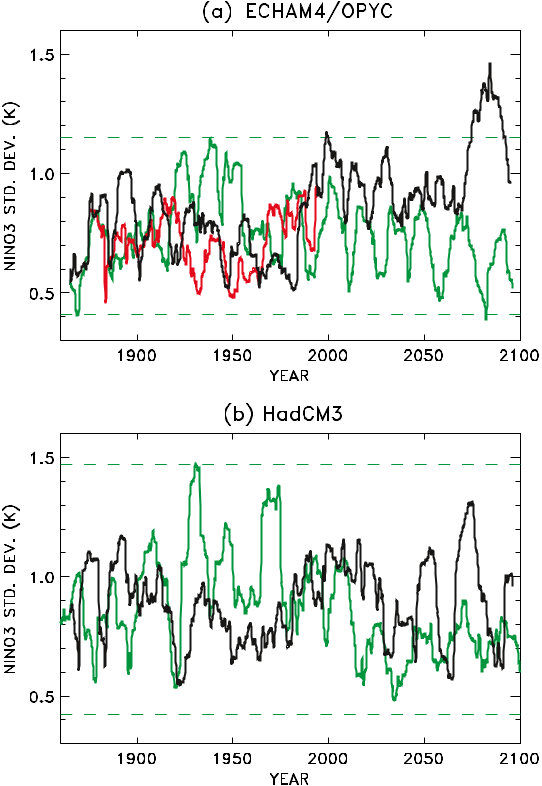 (a) ECHAM4/OPYC
NINO3 STD. DEV. (K)
1.5
1.0
0.5
1900 1950 2000 2050 2100
YEAR
(b) HadCM3
NINO3 STD. DEV. (K)
1.5
1.0
0.5
1900 1950 2000 2050 2100
YEAR